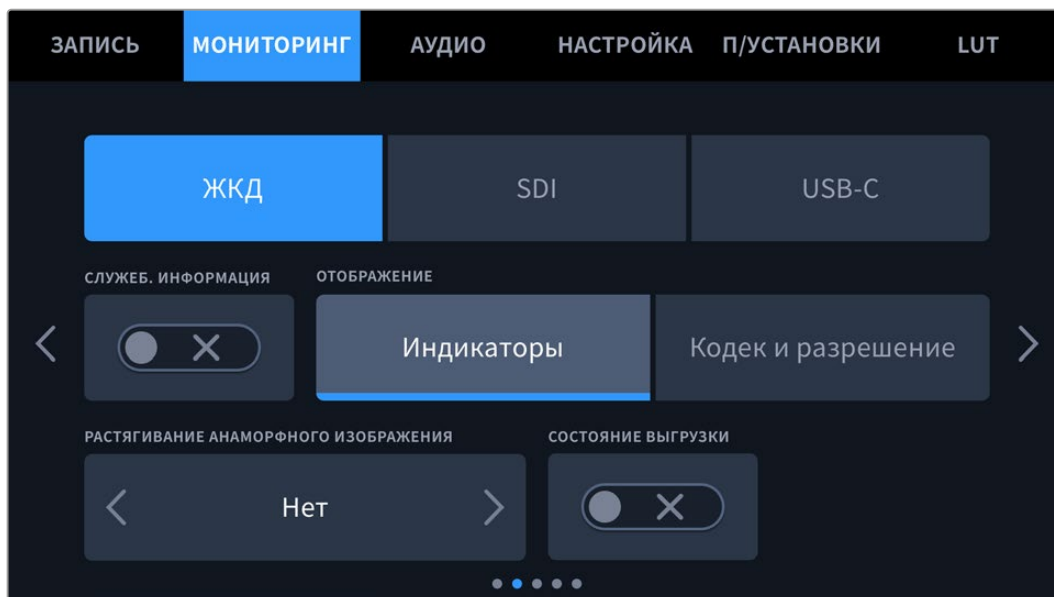 ЗАПИСЬ МОНИТОРИНГ АУДИО НАСТРОЙКА П/УСТАНОВКИ LUT
ЖКД SDI USB-C
СЛУЖЕБ. ИНФОРМАЦИЯ ОТОБРАЖЕНИЕ
Индикаторы Кодек и разрешение
РАСТЯГИВАНИЕ АНАМОРФНОГО ИЗОБРАЖЕНИЯ СОСТОЯНИЕ ВЫГРУЗКИ
Нет